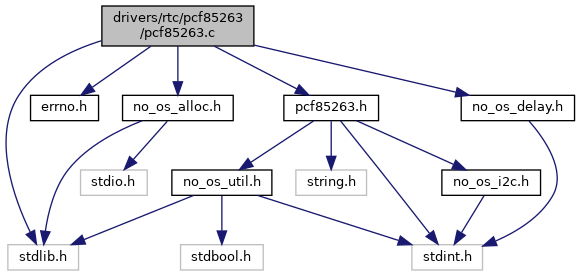 drivers/rtc/pcf85263
/pcf85263.c
errno.h
no_os_alloc.h
pcf85263.h
no_os_delay.h
stdio.h
no_os_util.h
string.h
no_os_i2c.h
stdlib.h
stdbool.h
stdint.h